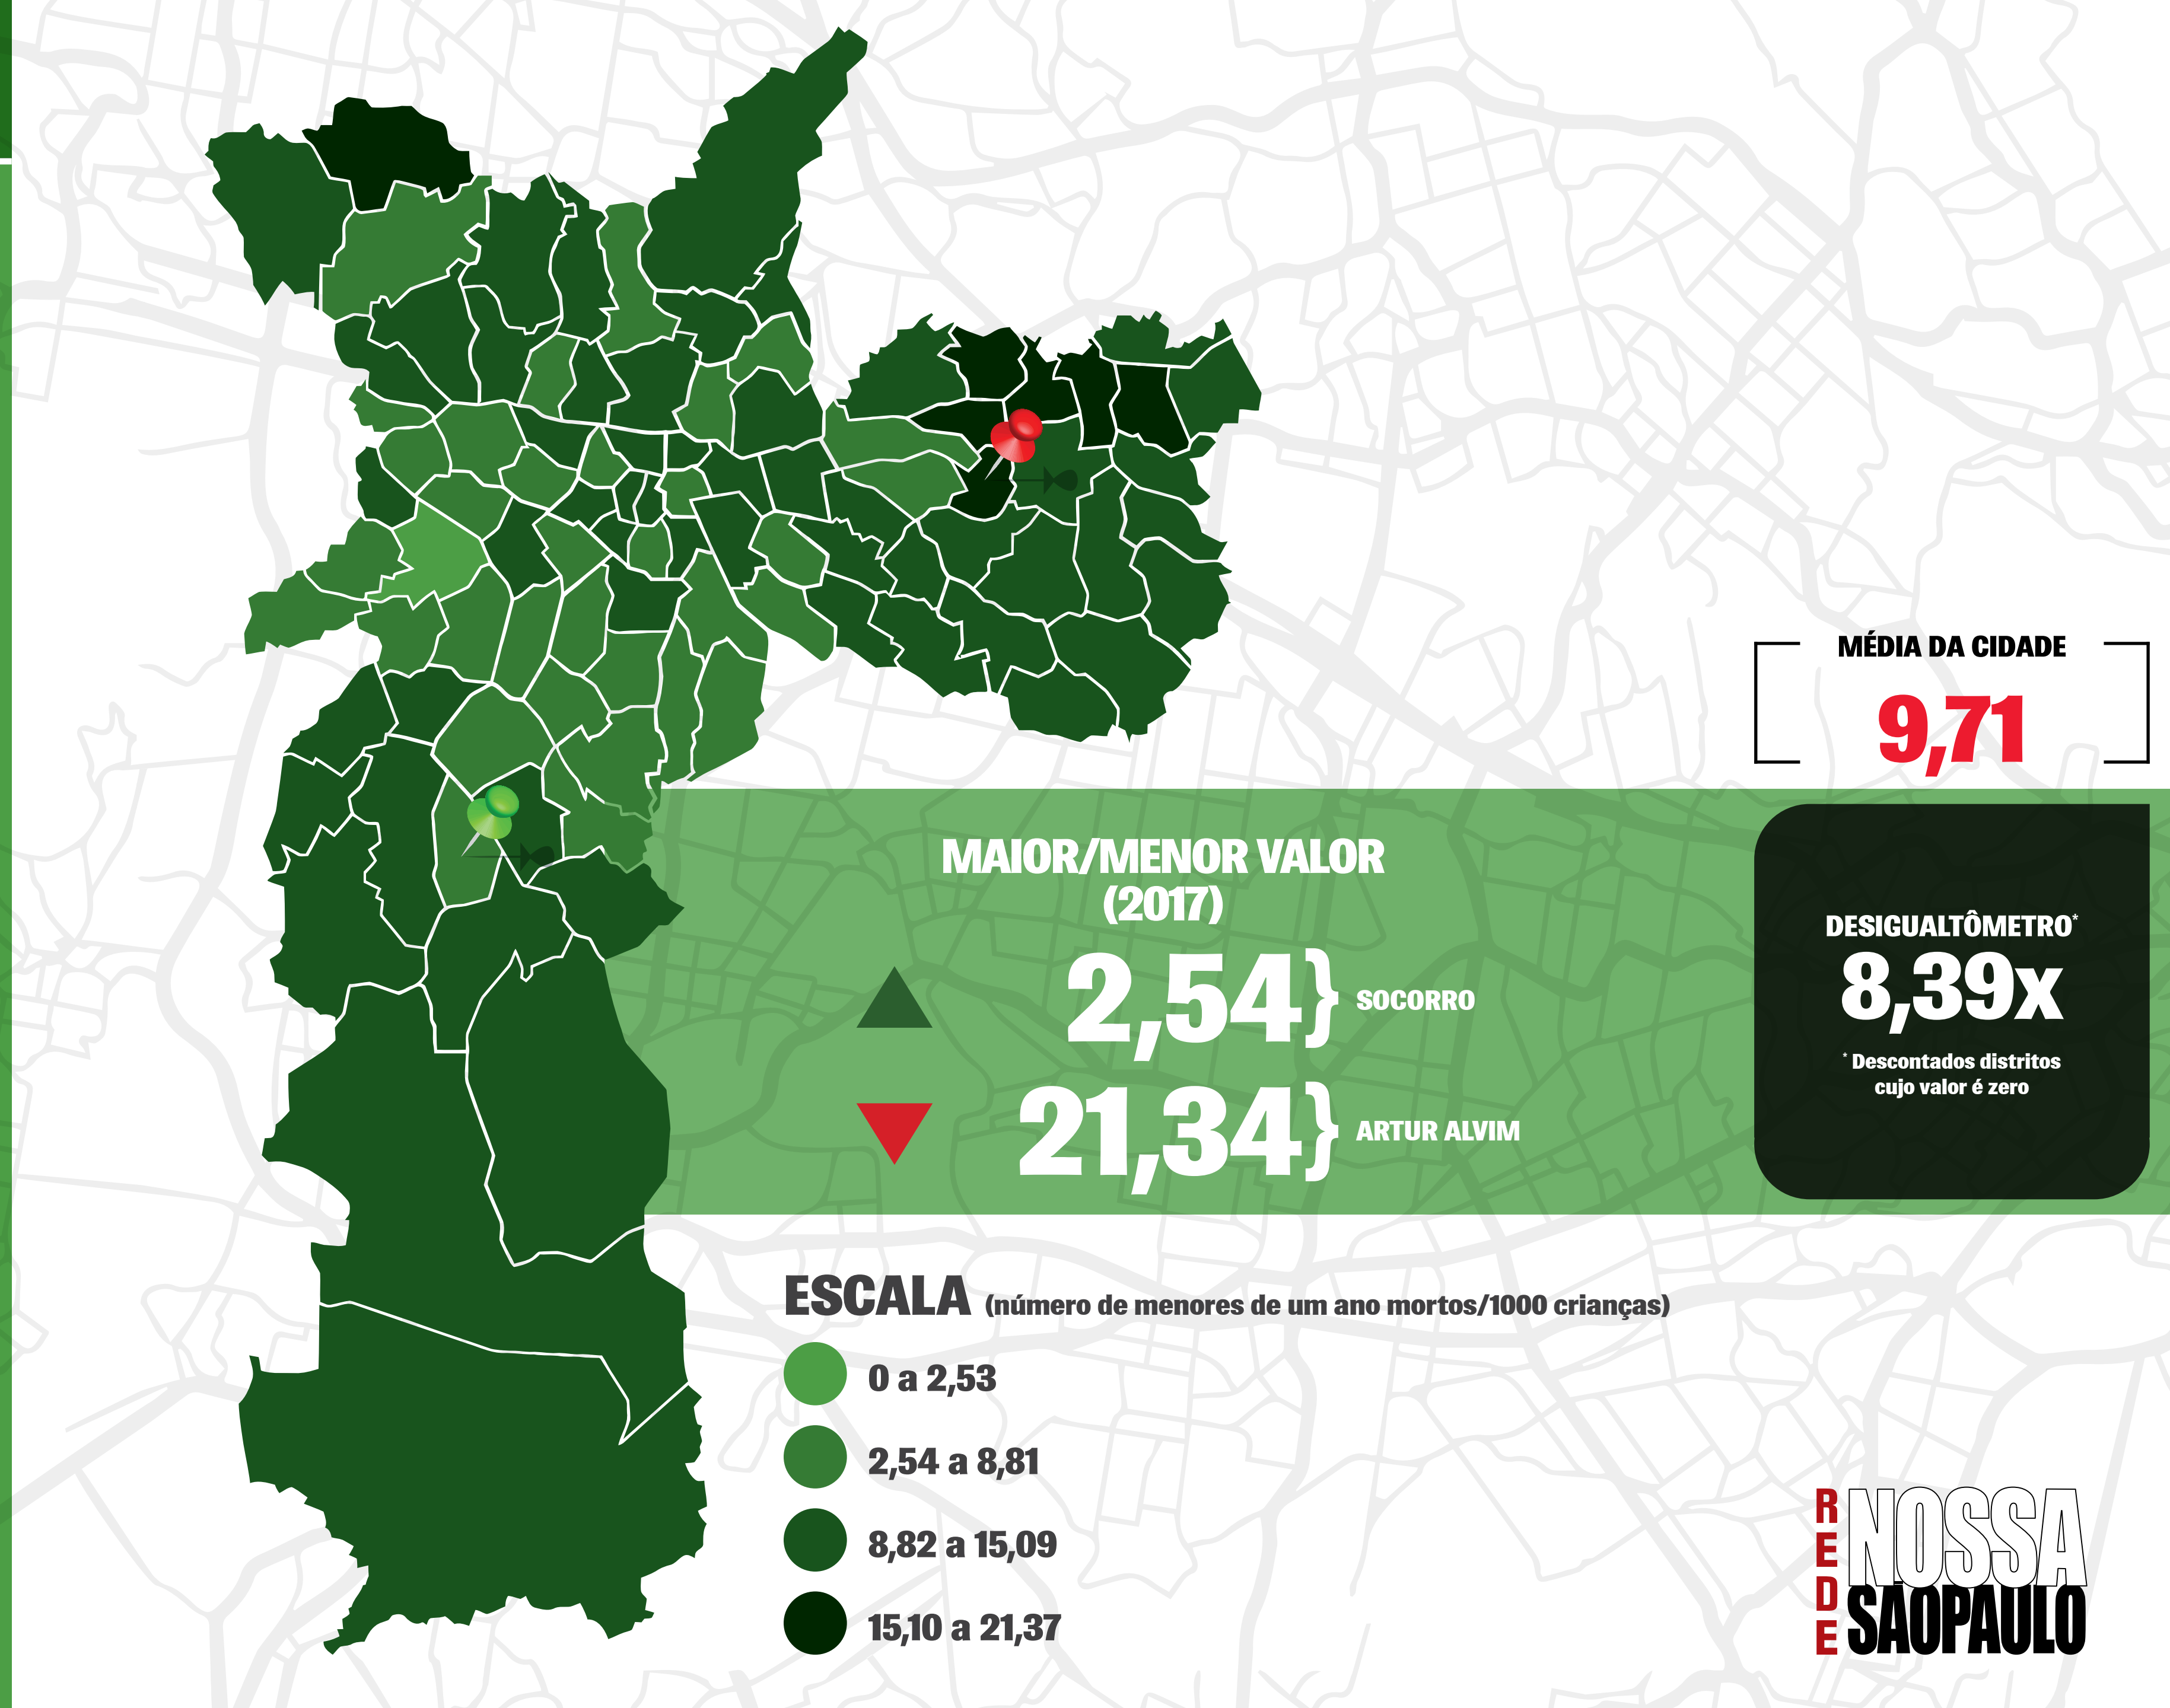 MÉDIA DA CIDADE
9,71
MAIOR/MENOR VALOR
(2017)
2,54} SOCORRO
21,34} ARTUR ALVIM
DESIGUALTÔMETRO*
8,39x
* Descontados distritos
cujo valor é zero
ESCALA (número de menores de um ano mortos/1000 crianças)
0 a 2,53
2,54 a 8,81
8,82 a 15,09
15,10 a 21,37
REDE
NOSSA
SÃOPAULO